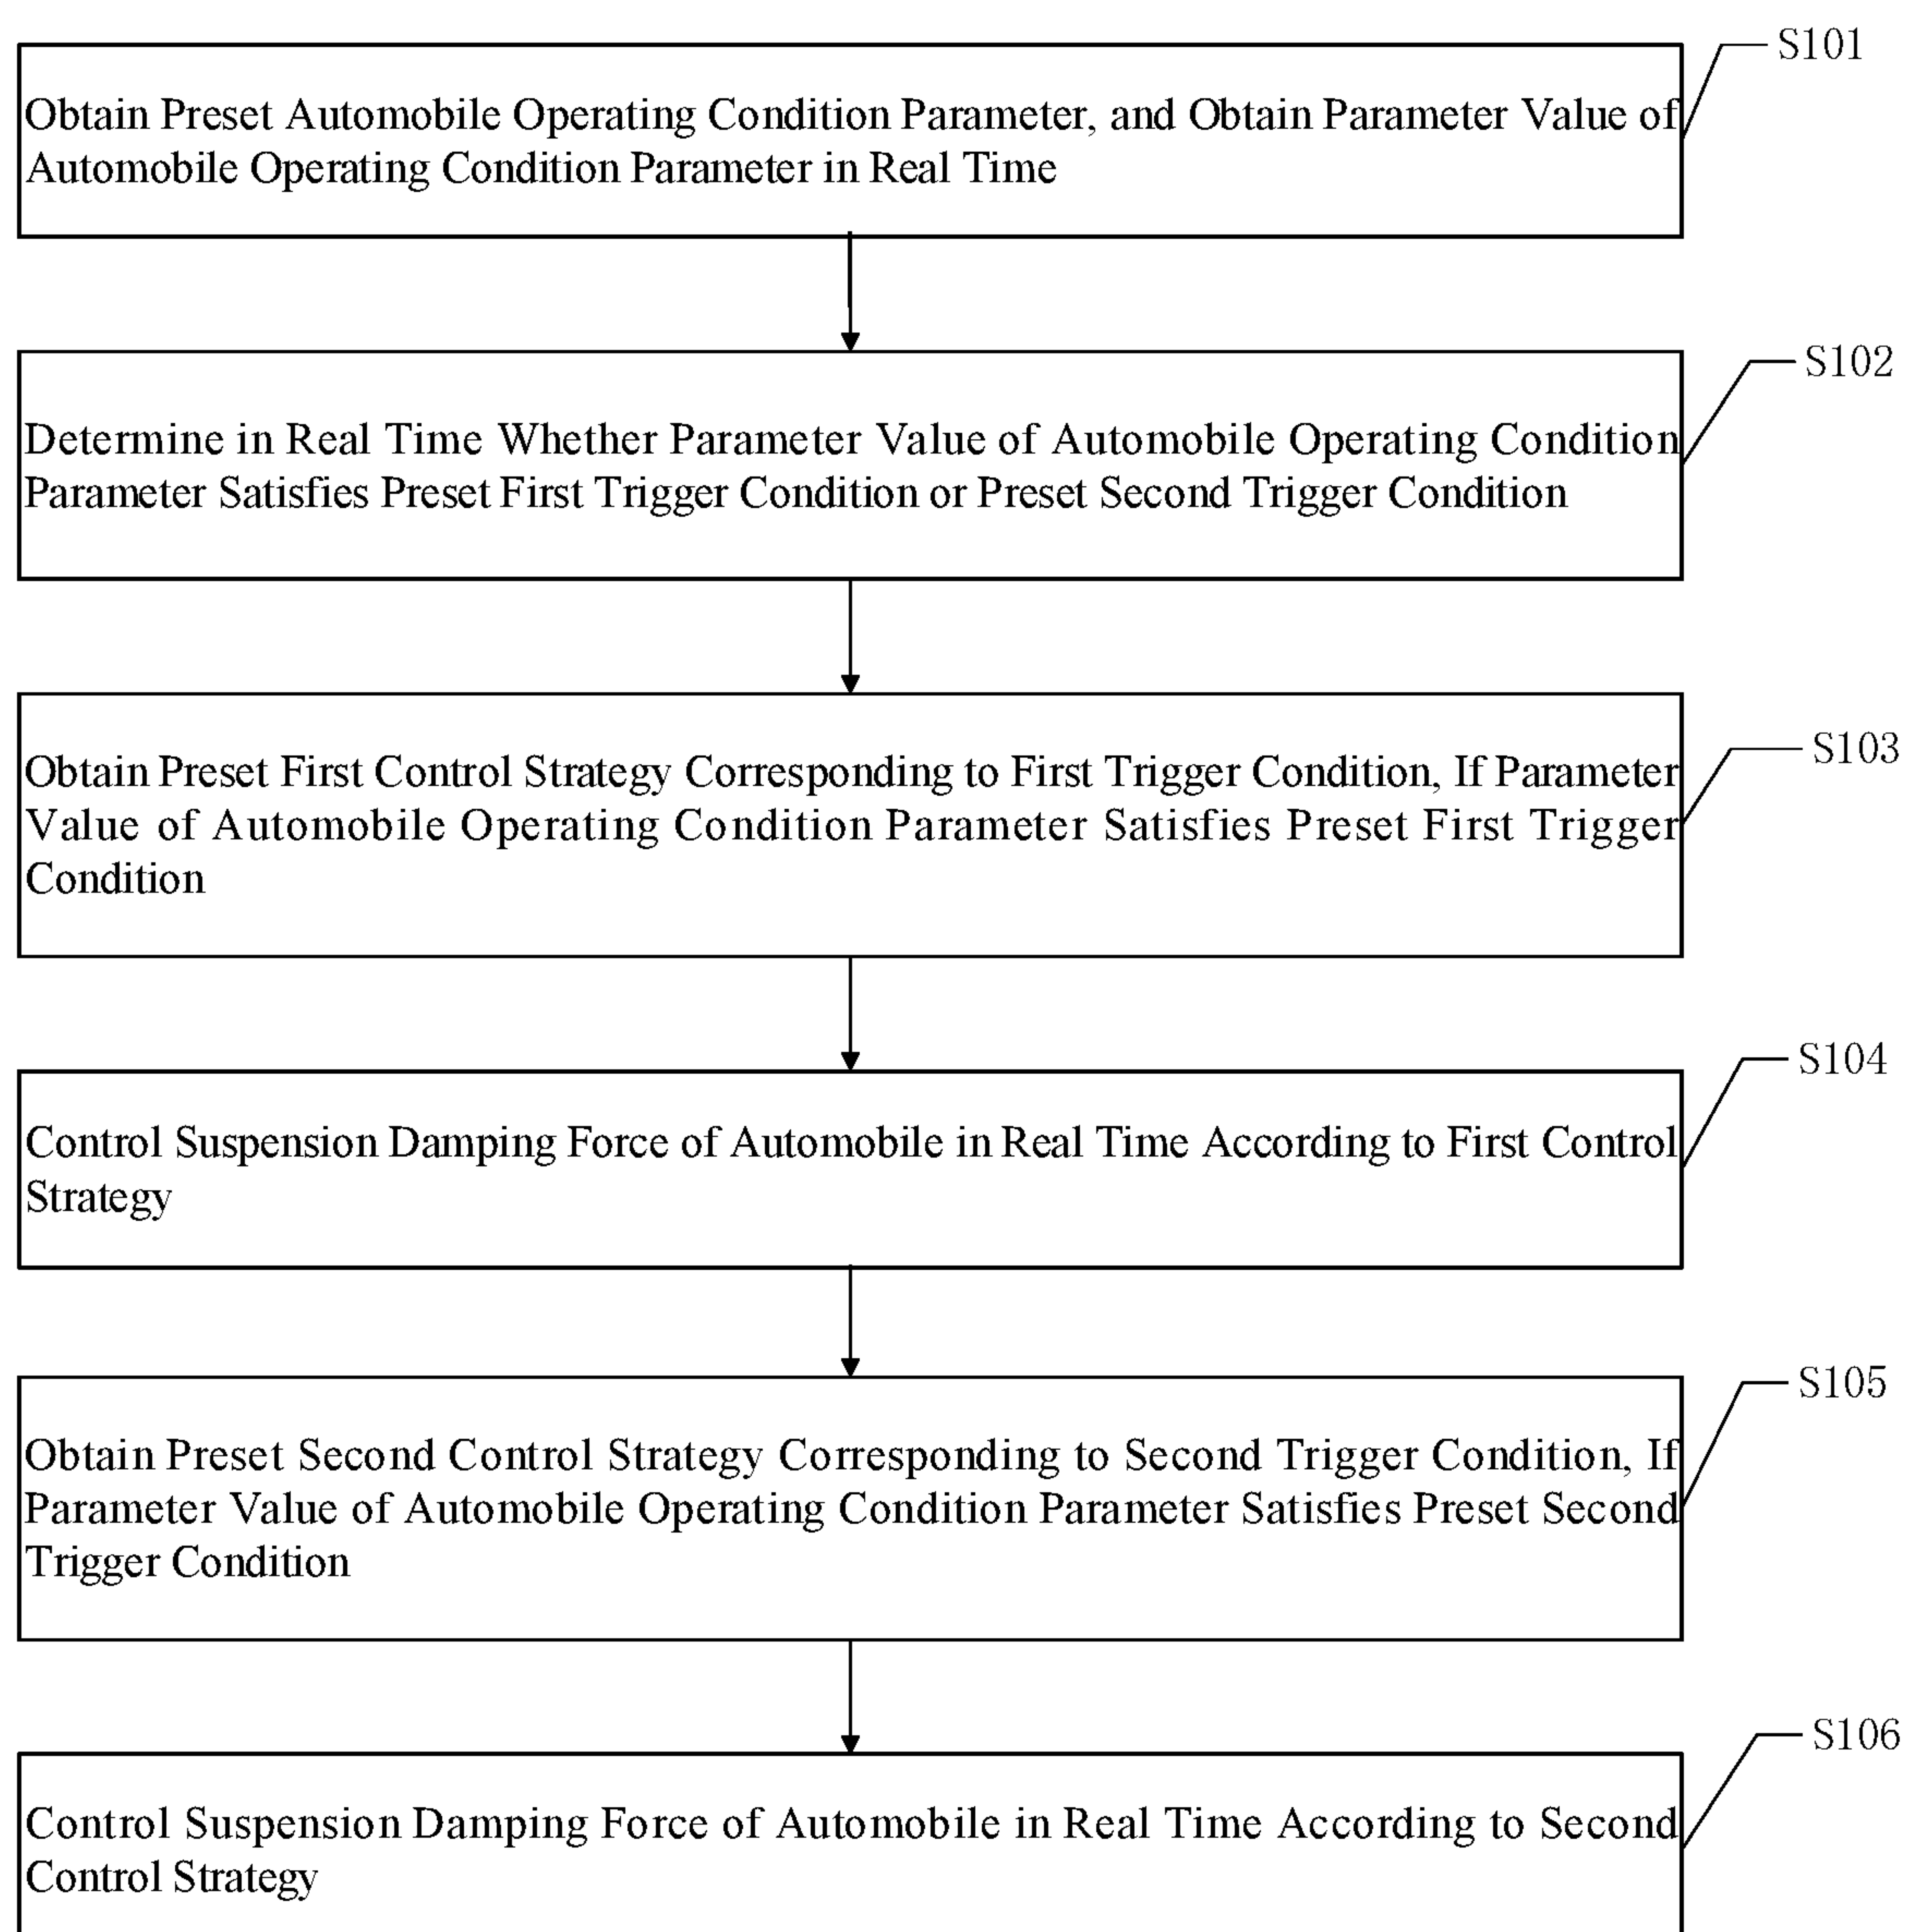 S101
Obtain Preset Automobile Operating Condition Parameter, and Obtain Parameter Value of
Automobile Operating Condition Parameter in Real Time
S102
Determine in Real Time Whether Parameter Value of Automobile Operating Condition
Parameter Satisfies Preset First Trigger Condition or Preset Second Trigger Condition
S103
Obtain Preset First Control Strategy Corresponding to First Trigger Condition, If Parameter
Value of Automobile Operating Condition Parameter Satisfies Preset First Trigger
Condition
S104
Control Suspension Damping Force of Automobile in Real Time According to First Control
Strategy
S105
Obtain Preset Second Control Strategy Corresponding to Second Trigger Condition, If
Parameter Value of Automobile Operating Condition Parameter Satisfies Preset Second
Trigger Condition
S106
Control Suspension Damping Force of Automobile in Real Time According to Second
Control Strategy